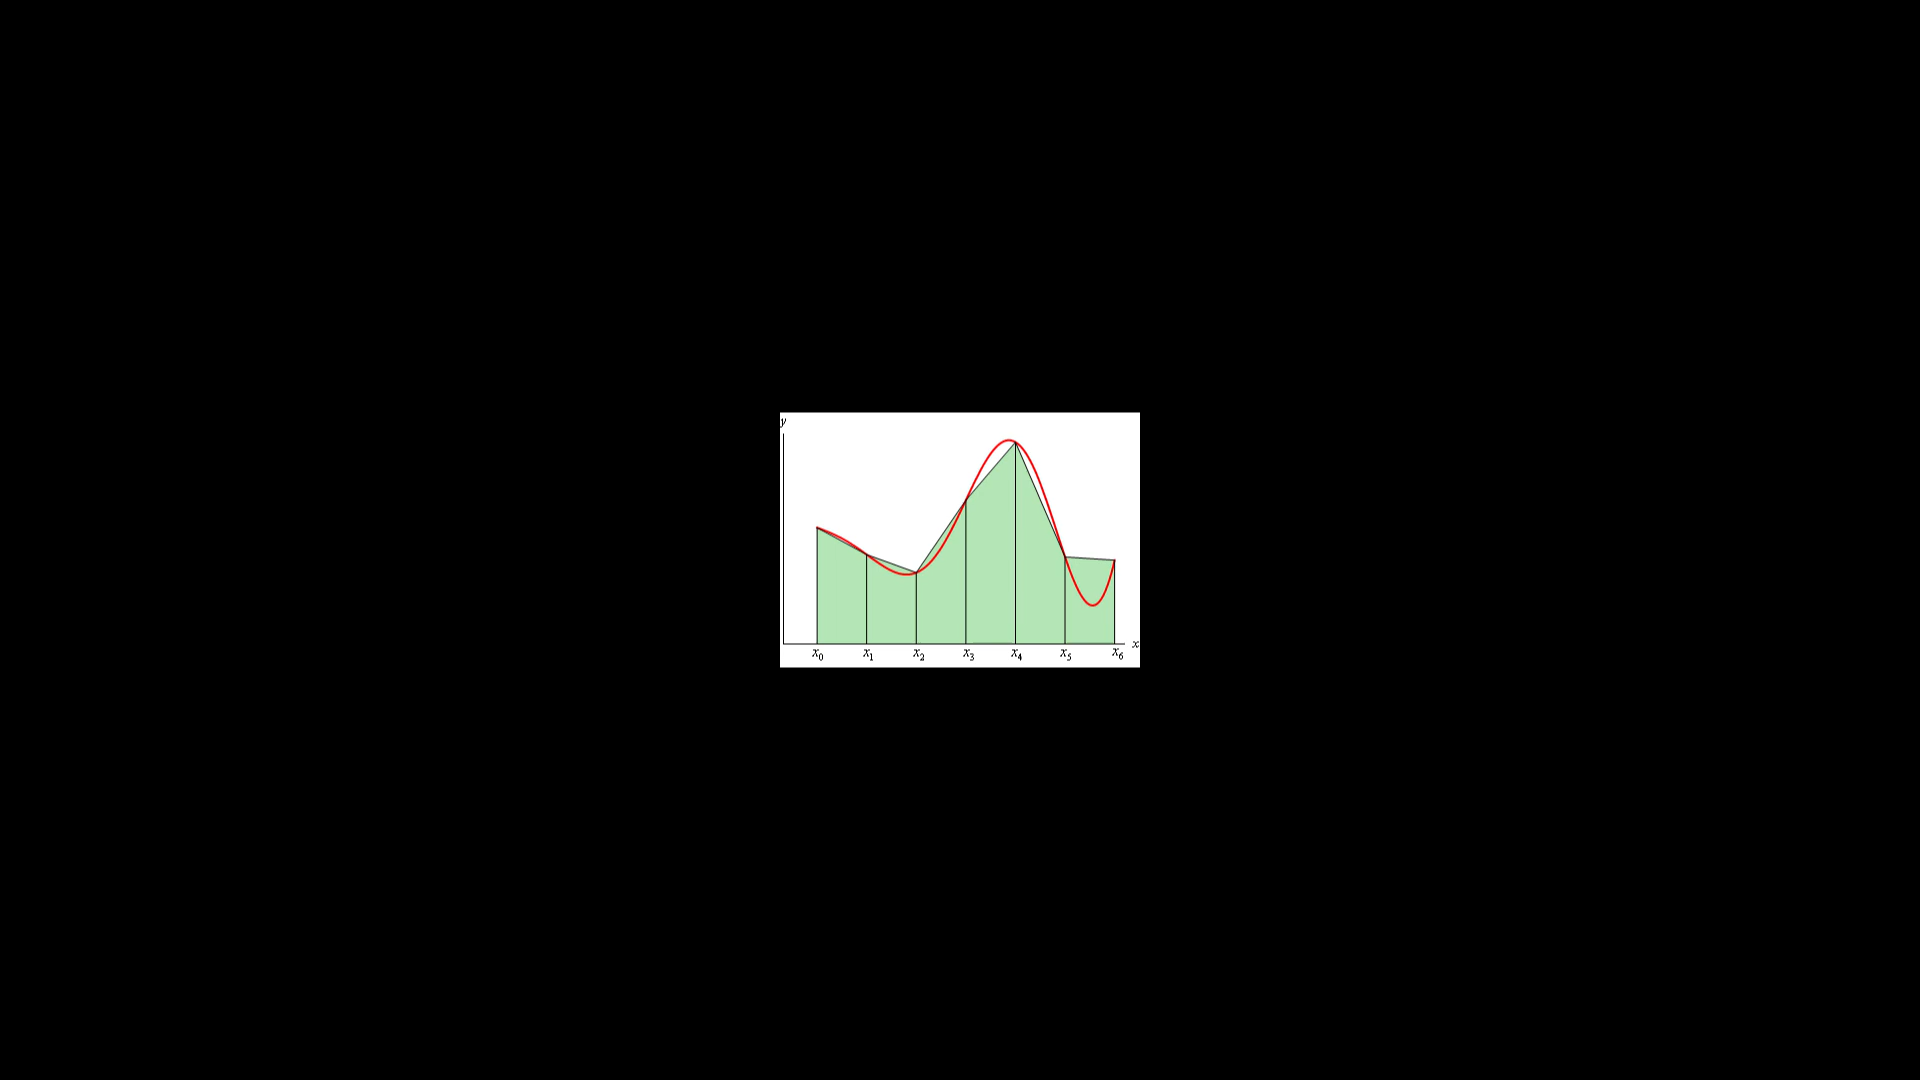 y
x
x₀ x₁ x₂ x₃ x₄ x₅ x₆